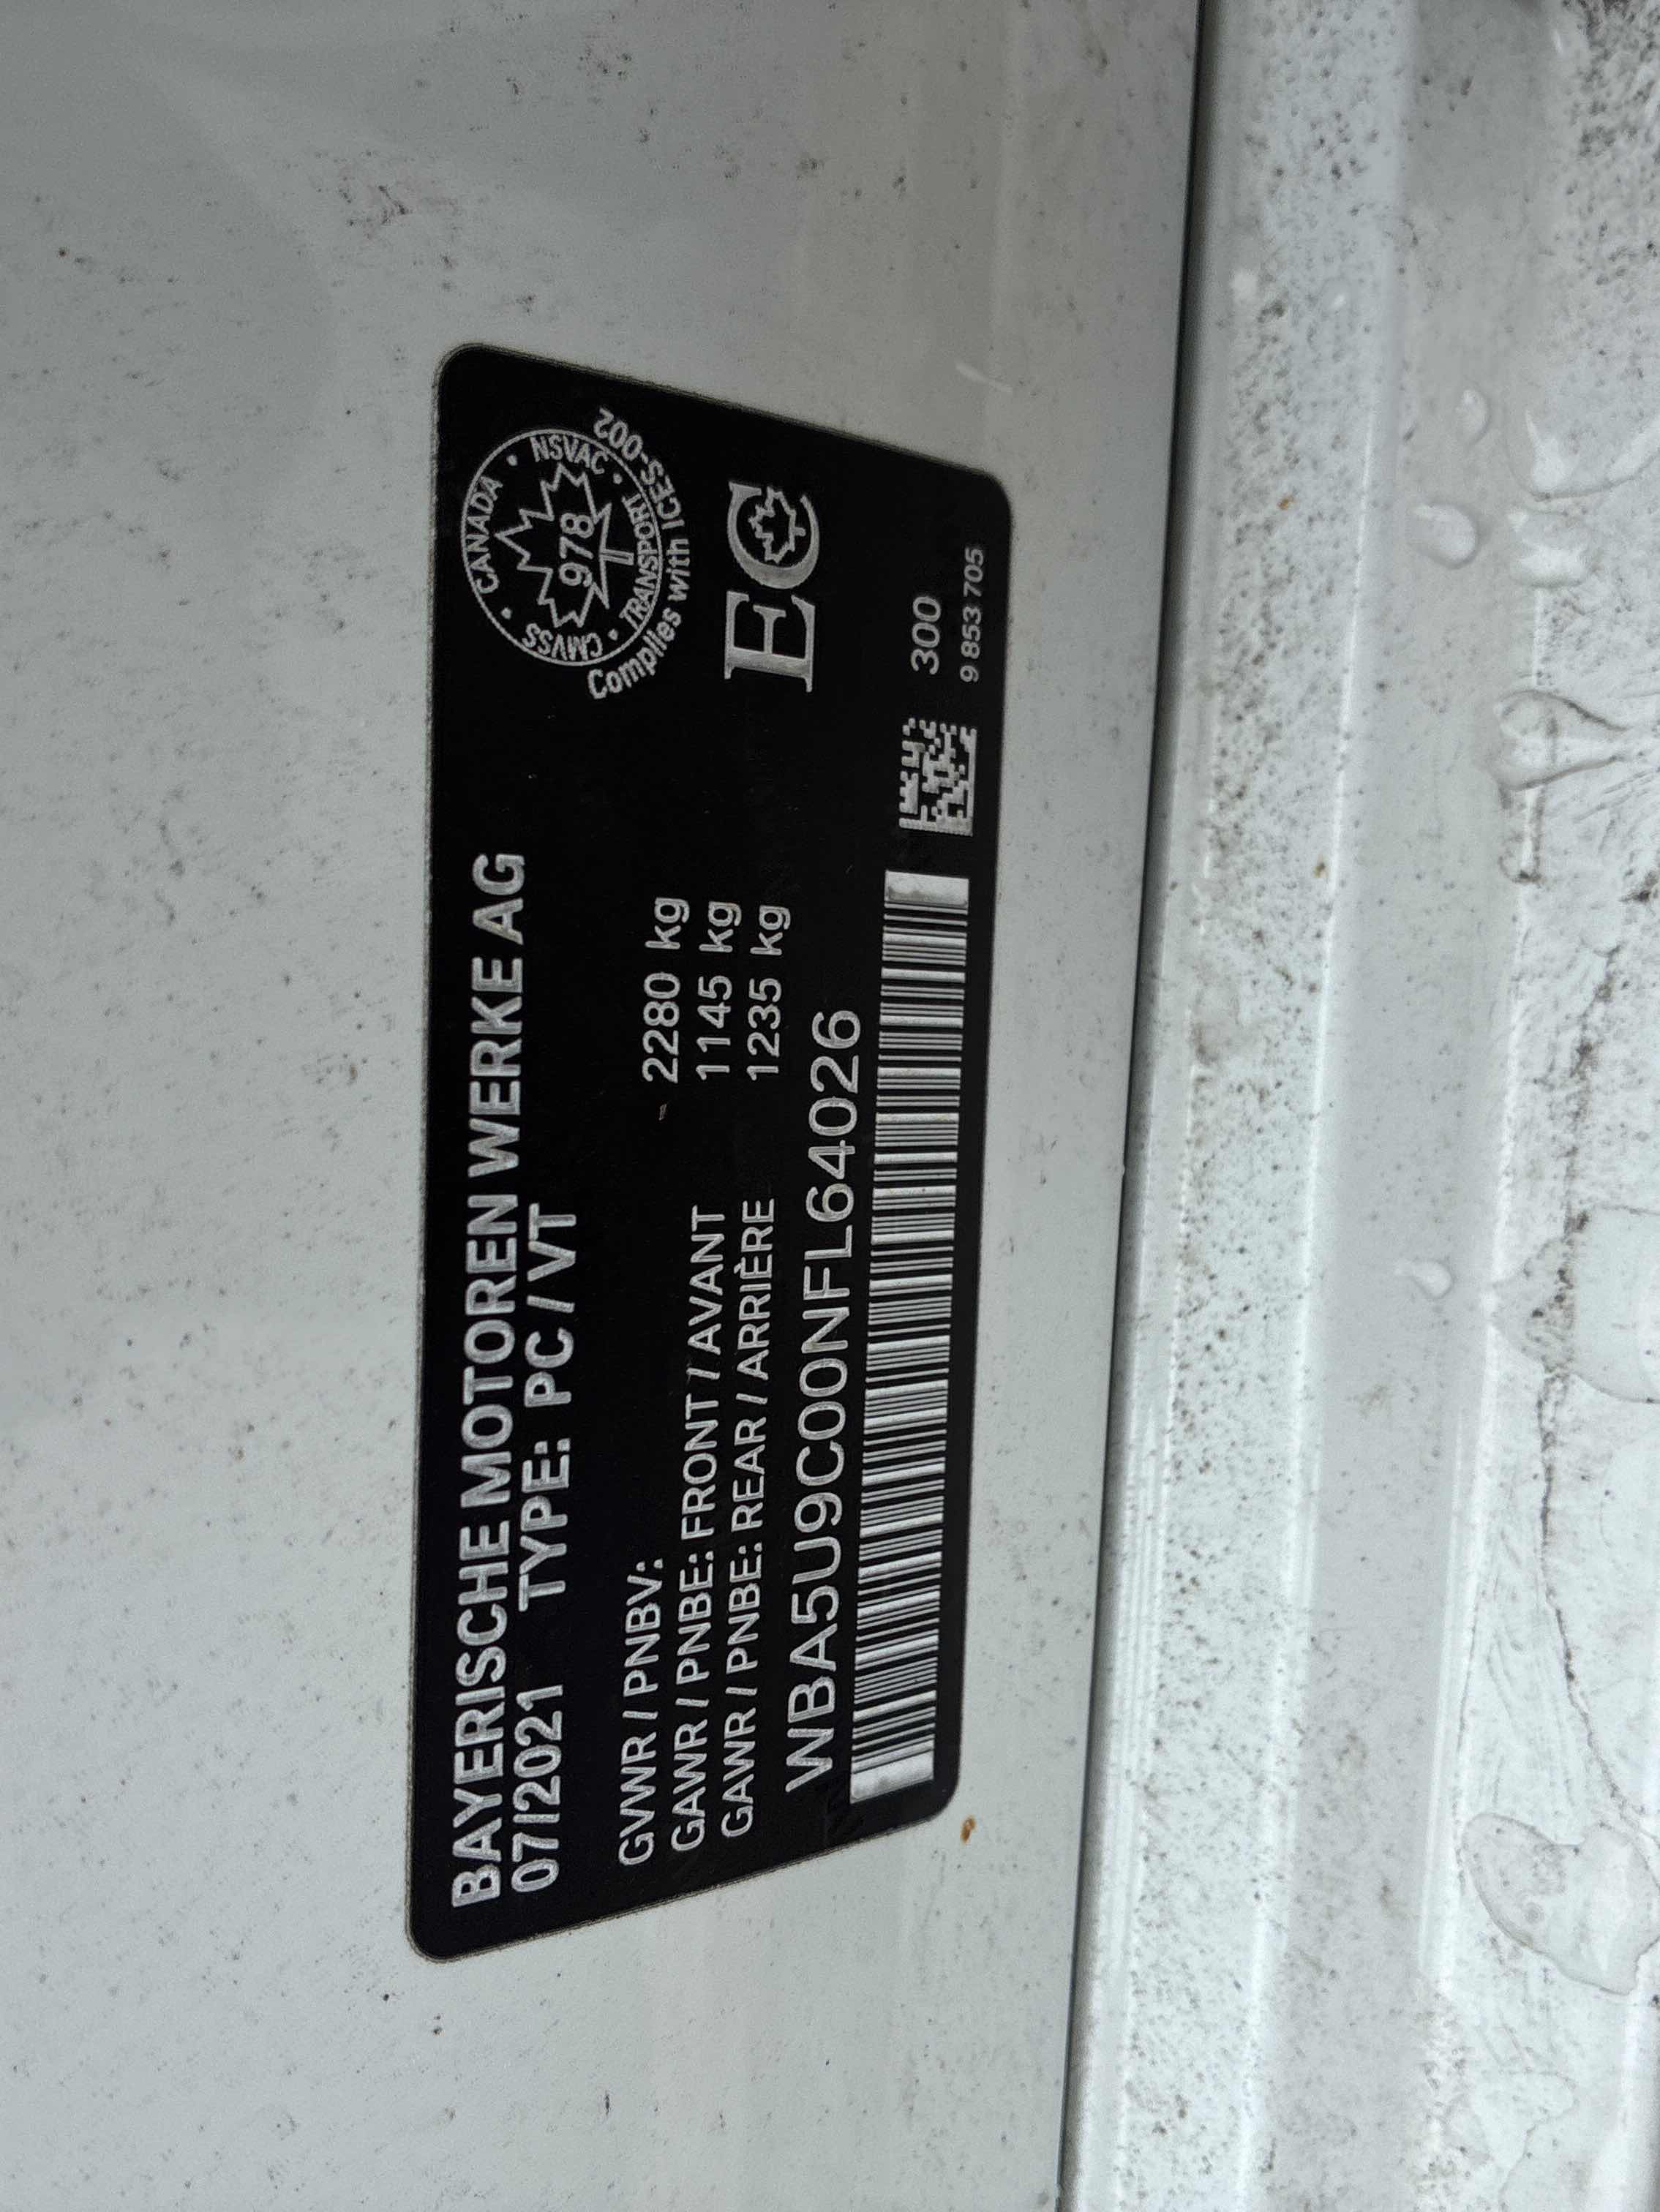 BAYERISCHE MOTOREN WERKE AG
07/2021 TYPE: PC/VT
GVWR / PNBV: 2280 kg
GAWR / PNBE: FRONT / AVANT 1145 kg
GAWR / PNBE: REAR / ARRIÈRE 1235 kg
WBA5U9C00NFL64026
CANADA
NSVAC
CMVSS
TRANSPORT
978
Complies with ICES-002
EC
300
9 853 705